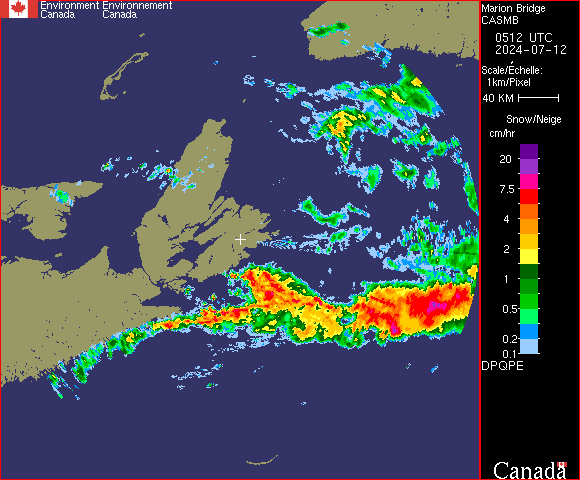 Environment Environnement
Canada Canada
Marion Bridge
CASMB
0512 UTC
2024-07-12
Scale/Echelle:
1km/Pixel
40 KM
Snow/Neige
cm/hr
20
7.5
4
2
1
0.5
0.2
0.1
DPQPE
Canada